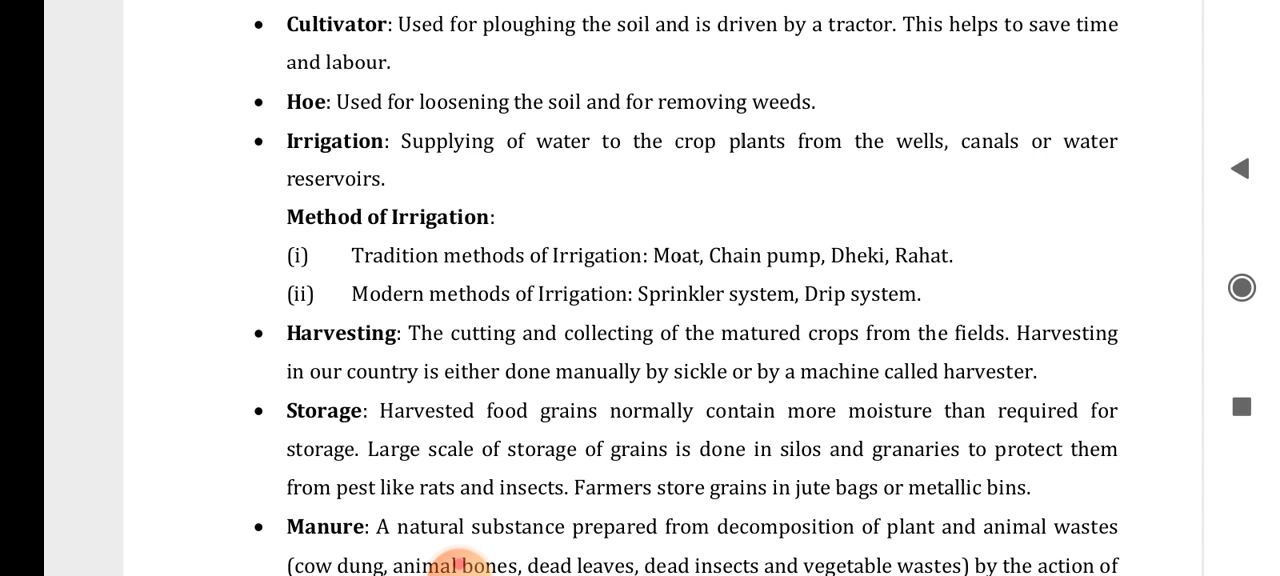 • Cultivator: Used for ploughing the soil and is driven by a tractor. This helps to save time
and labour.
• Hoe: Used for loosening the soil and for removing weeds.
• Irrigation: Supplying of water to the crop plants from the wells, canals or water
reservoirs.
Method of Irrigation:
(i) Tradition methods of Irrigation: Moat, Chain pump, Dheki, Rahat.
(ii) Modern methods of Irrigation: Sprinkler system, Drip system.
• Harvesting: The cutting and collecting of the matured crops from the fields. Harvesting
in our country is either done manually by sickle or by a machine called harvester.
• Storage: Harvested food grains normally contain more moisture than required for
storage. Large scale of storage of grains is done in silos and granaries to protect them
from pest like rats and insects. Farmers store grains in jute bags or metallic bins.
• Manure: A natural substance prepared from decomposition of plant and animal wastes
(cow dung, animal bones, dead leaves, dead insects and vegetable wastes) by the action of